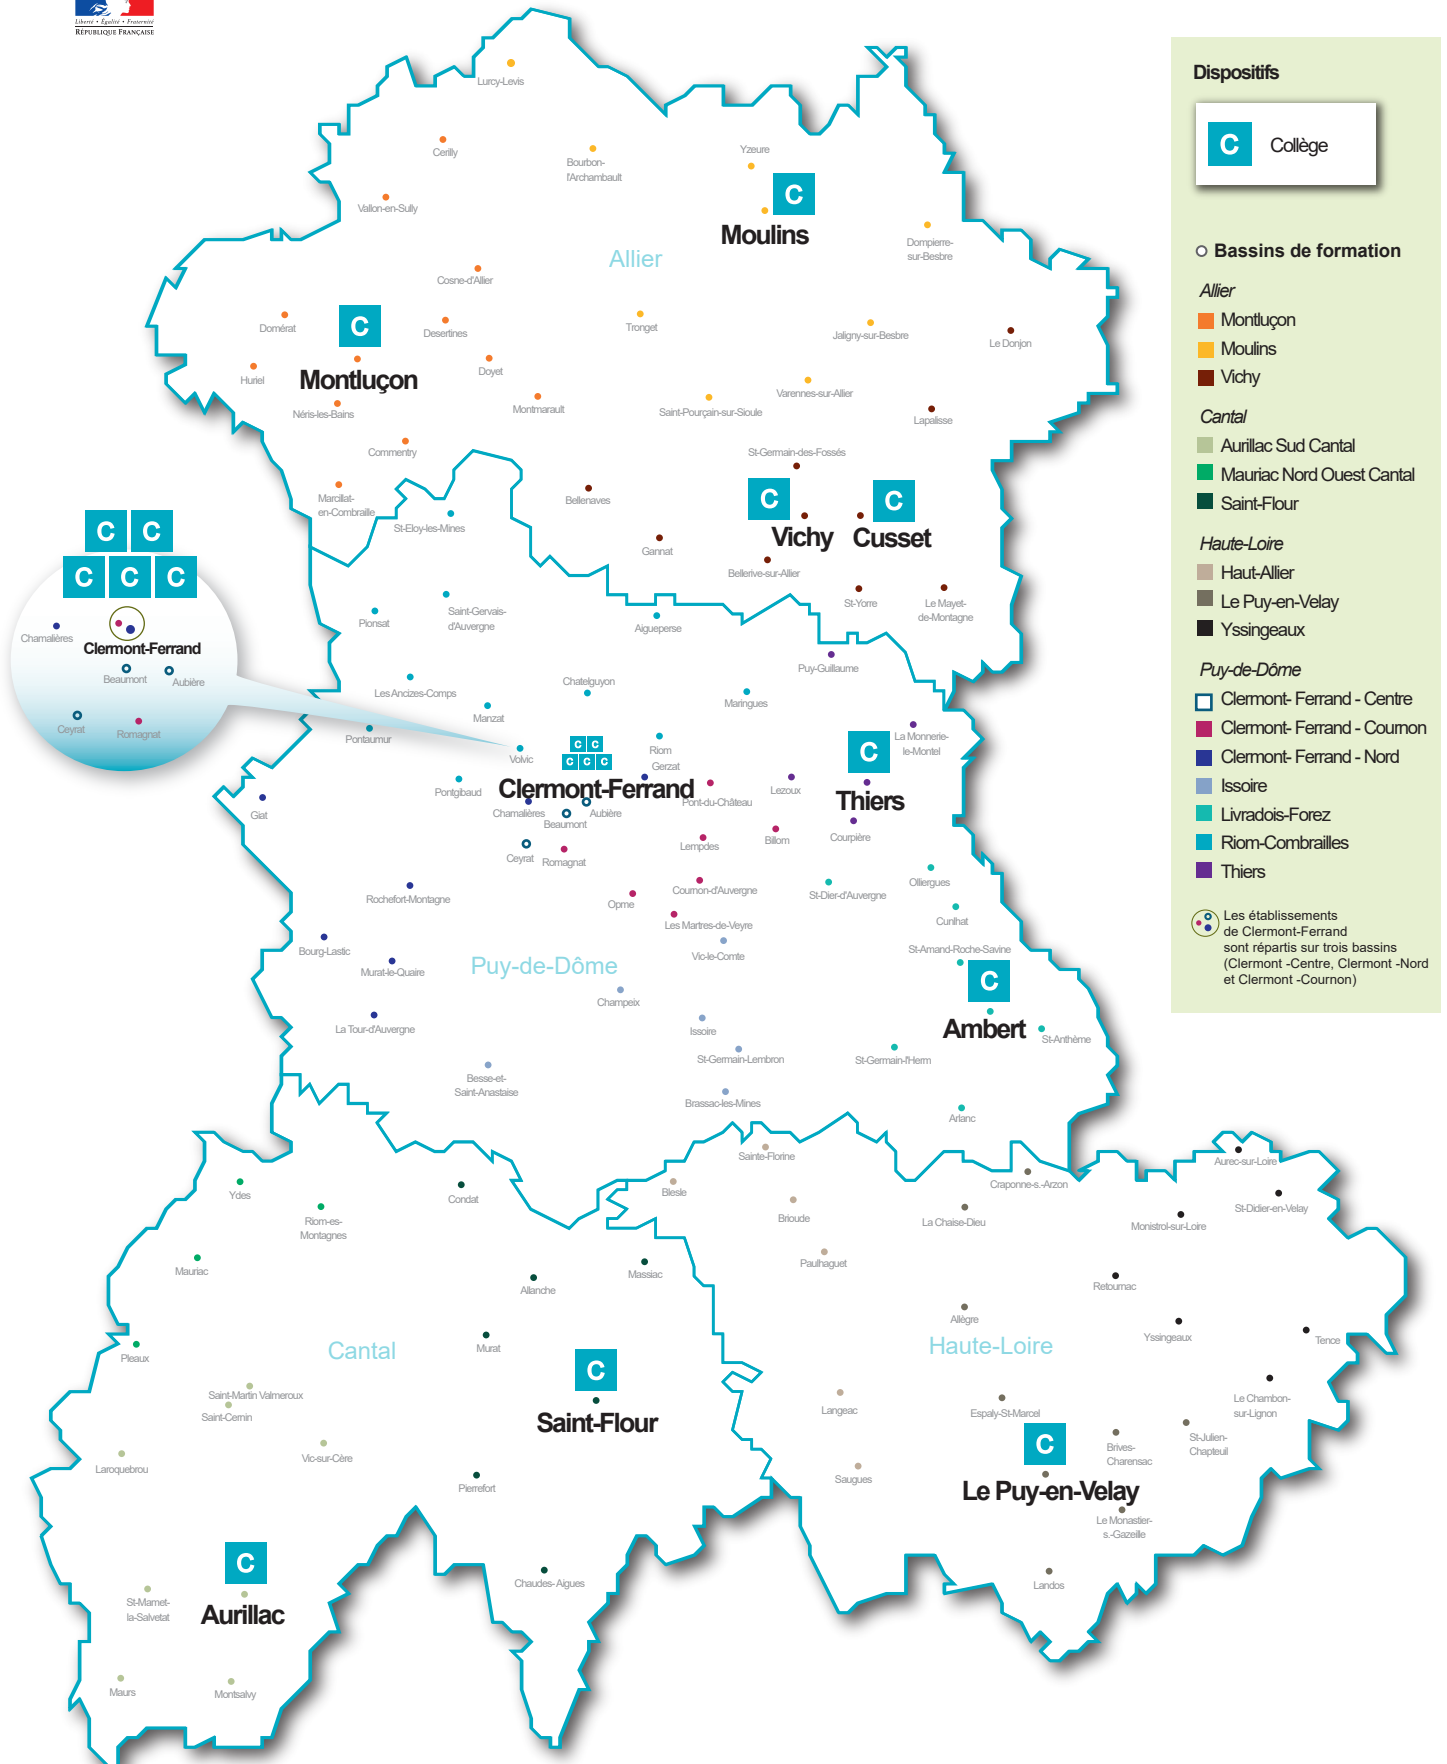 Liberté • Égalité • Fraternité
RÉPUBLIQUE FRANÇAISE
Dispositifs
C Collège
Bassins de formation
Allier
Montluçon
Moulins
Vichy
Cantal
Aurillac Sud Cantal
Mauriac Nord Ouest Cantal
Saint-Flour
Haute-Loire
Haut-Allier
Le Puy-en-Velay
Yssingeaux
Puy-de-Dôme
Clermont- Ferrand - Centre
Clermont- Ferrand - Cournon
Clermont- Ferrand - Nord
Issoire
Livradois-Forez
Riom-Combrailles
Thiers
Les établissements
de Clermont-Ferrand
sont répartis sur trois bassins
(Clermont -Centre, Clermont -Nord
et Clermont -Cournon)
Lurcy-Levis
Cerilly
Bourbon-
l'Archambault
Yzeure
C
Moulins
Vallon-en-Sully
Dompierre-
sur-Besbre
Allier
Cosne-d'Allier
Domérat
C
Desertines
Tronget
Jaligny-sur-Besbre
Le Donjon
Huriel
Montluçon
Doyet
Néris-les-Bains
Montmarault
Saint-Pourçain-sur-Sioule
Varennes-sur-Allier
Lapalisse
Commentry
St-Germain-des-Fossés
Marcillat-
en-Combraille
Bellenaves
C
C
St-Eloy-les-Mines
Vichy
Cusset
Gannat
Bellerive-sur-Allier
St-Yorre
Le Mayet-
de-Montagne
C C
C C C
Chamalières
Clermont-Ferrand
Beaumont
Aubière
Ceyrat
Romagnat
Pionsat
Saint-Gervais-
d'Auvergne
Aigueperse
Puy-Guillaume
Les Ancizes-Comps
Chatelguyon
Maringues
Manzat
Pontaumur
Volvic
C C
C C C
Riom
Gerzat
C
La Monnerie-
le-Montel
Pontgibaud
Clermont-Ferrand
Pont-du-Château
Lezoux
Thiers
Giat
Chamalières
Beaumont
Aubière
Lempdes
Billom
Courpière
Ceyrat
Romagnat
Rochefort-Montagne
Opme
Cournon-d'Auvergne
St-Dier-d'Auvergne
Olliergues
Les Martres-de-Veyre
Cunlhat
Bourg-Lastic
Murat-le-Quaire
Puy-de-Dôme
Vic-le-Comte
St-Amand-Roche-Savine
C
Champeix
La Tour-d'Auvergne
Issoire
Ambert
St-Anthème
St-Germain-Lembron
St-Germain-l'Herm
Besse-et-
Saint-Anastaise
Brassac-les-Mines
Arlanc
Sainte-Florine
Aurec-sur-Loire
Ydes
Condat
Blesle
Craponne-s.-Arzon
St-Didier-en-Velay
Riom-es-
Montagnes
Brioude
La Chaise-Dieu
Monistrol-sur-Loire
Mauriac
Massiac
Paulhaguet
Allanche
Retournac
Allègre
Pleaux
Cantal
Murat
Haute-Loire
Yssingeaux
Tence
C
Saint-Martin Valmeroux
Saint-Cernin
Saint-Flour
Langeac
Espaly-St-Marcel
Le Chambon-
sur-Lignon
C
Brives-
Charensac
St-Julien-
Chapteuil
Laroquebrou
Vic-sur-Cère
Saugues
Pierrefort
Le Puy-en-Velay
Le Monastier-
s.-Gazeille
C
Chaudes- Aigues
Landos
St-Mamet-
la-Salvetat
Aurillac
Maurs
Montsalvy